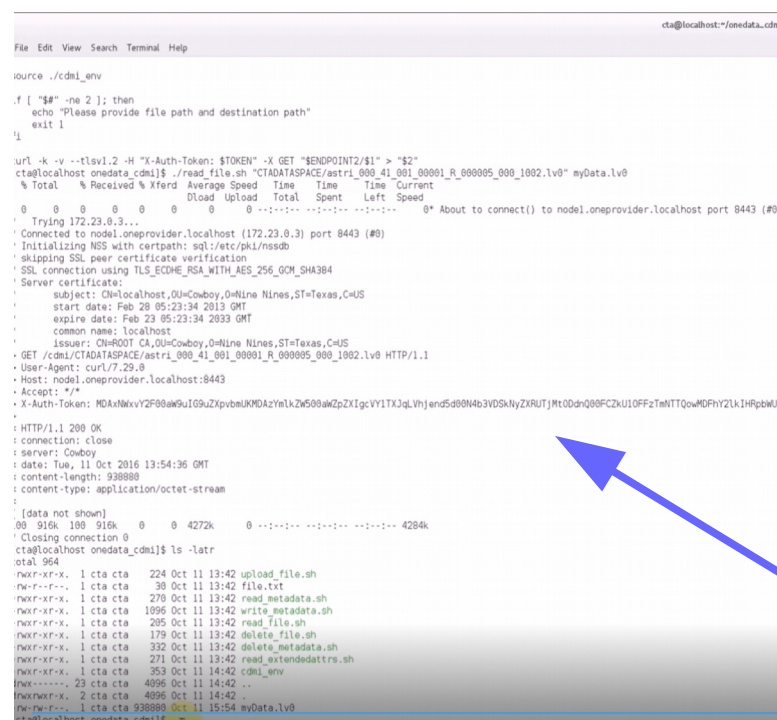 cta@localhost:~/onedata_cdm
File Edit View Search Terminal Help
source ./cdmi_env
if [ "$#" -ne 2 ]; then
echo "Please provide file path and destination path"
exit 1
fi
curl -k -v --tlsv1.2 -H "X-Auth-Token: $TOKEN" -X GET "$ENDPOINT2/$1" > "$2"
cta@localhost onedata_cdmi]$ ./read_file.sh "CTADATASPACE/astri_000_41_001_00001_R_000005_000_1002.lv0" myData.lv0
% Total % Received % Xferd Average Speed Time Time Time Current
Dload Upload Total Spent Left Speed
0 0 0 0 0 0 0 0 --:--:-- --:--:-- --:--:-- 0* About to connect() to node1.oneprovider.localhost port 8443 (#0
* Trying 172.23.0.3...
* Connected to node1.oneprovider.localhost (172.23.0.3) port 8443 (#0)
* Initializing NSS with certpath: sql:/etc/pki/nssdb
* skipping SSL peer certificate verification
* SSL connection using TLS_ECDHE_RSA_WITH_AES_256_GCM_SHA384
* Server certificate:
* subject: CN=localhost,OU=Cowboy,O=Nine Nines,ST=Texas,C=US
* start date: Feb 28 05:23:34 2013 GMT
* expire date: Feb 23 05:23:34 2033 GMT
* common name: localhost
* issuer: CN=ROOT CA,OU=Cowboy,O=Nine Nines,ST=Texas,C=US
> GET /cdmi/CTADATASPACE/astri_000_41_001_00001_R_000005_000_1002.lv0 HTTP/1.1
> User-Agent: curl/7.29.0
> Host: node1.oneprovider.localhost:8443
> Accept: */*
> X-Auth-Token:
>
< HTTP/1.1 200 OK
< connection: close
< server: Cowboy
< date: Tue, 11 Oct 2016 13:54:36 GMT
< content-length: 938880
< content-type: application/octet-stream
<
[data not shown]
100 916k 100 916k 0 0 4272k 0 --:--:-- --:--:-- --:--:-- 4284k
* Closing connection 0
cta@localhost onedata_cdmi]$ ls -latr
total 964
-rwxr-xr-x. 1 cta cta 224 Oct 11 13:42 upload_file.sh
-rw-r--r--. 1 cta cta 30 Oct 11 13:42 file.txt
-rwxr-xr-x. 1 cta cta 270 Oct 11 13:42 read_metadata.sh
-rwxr-xr-x. 1 cta cta 1096 Oct 11 13:42 write_metadata.sh
-rwxr-xr-x. 1 cta cta 205 Oct 11 13:42 read_file.sh
-rwxr-xr-x. 1 cta cta 179 Oct 11 13:42 delete_file.sh
-rwxr-xr-x. 1 cta cta 332 Oct 11 13:42 delete_metadata.sh
-rwxr-xr-x. 1 cta cta 271 Oct 11 13:42 read_extendedattrs.sh
-rwxr-xr-x. 1 cta cta 353 Oct 11 14:42 cdmi_env
drwx------. 23 cta cta 4096 Oct 11 14:42 ..
drwxrwxr-x. 2 cta cta 4096 Oct 11 14:42 .
-rw-rw-r--. 1 cta cta 938880 Oct 11 15:54 myData.lv0
cta@localhost onedata_cdmi]$